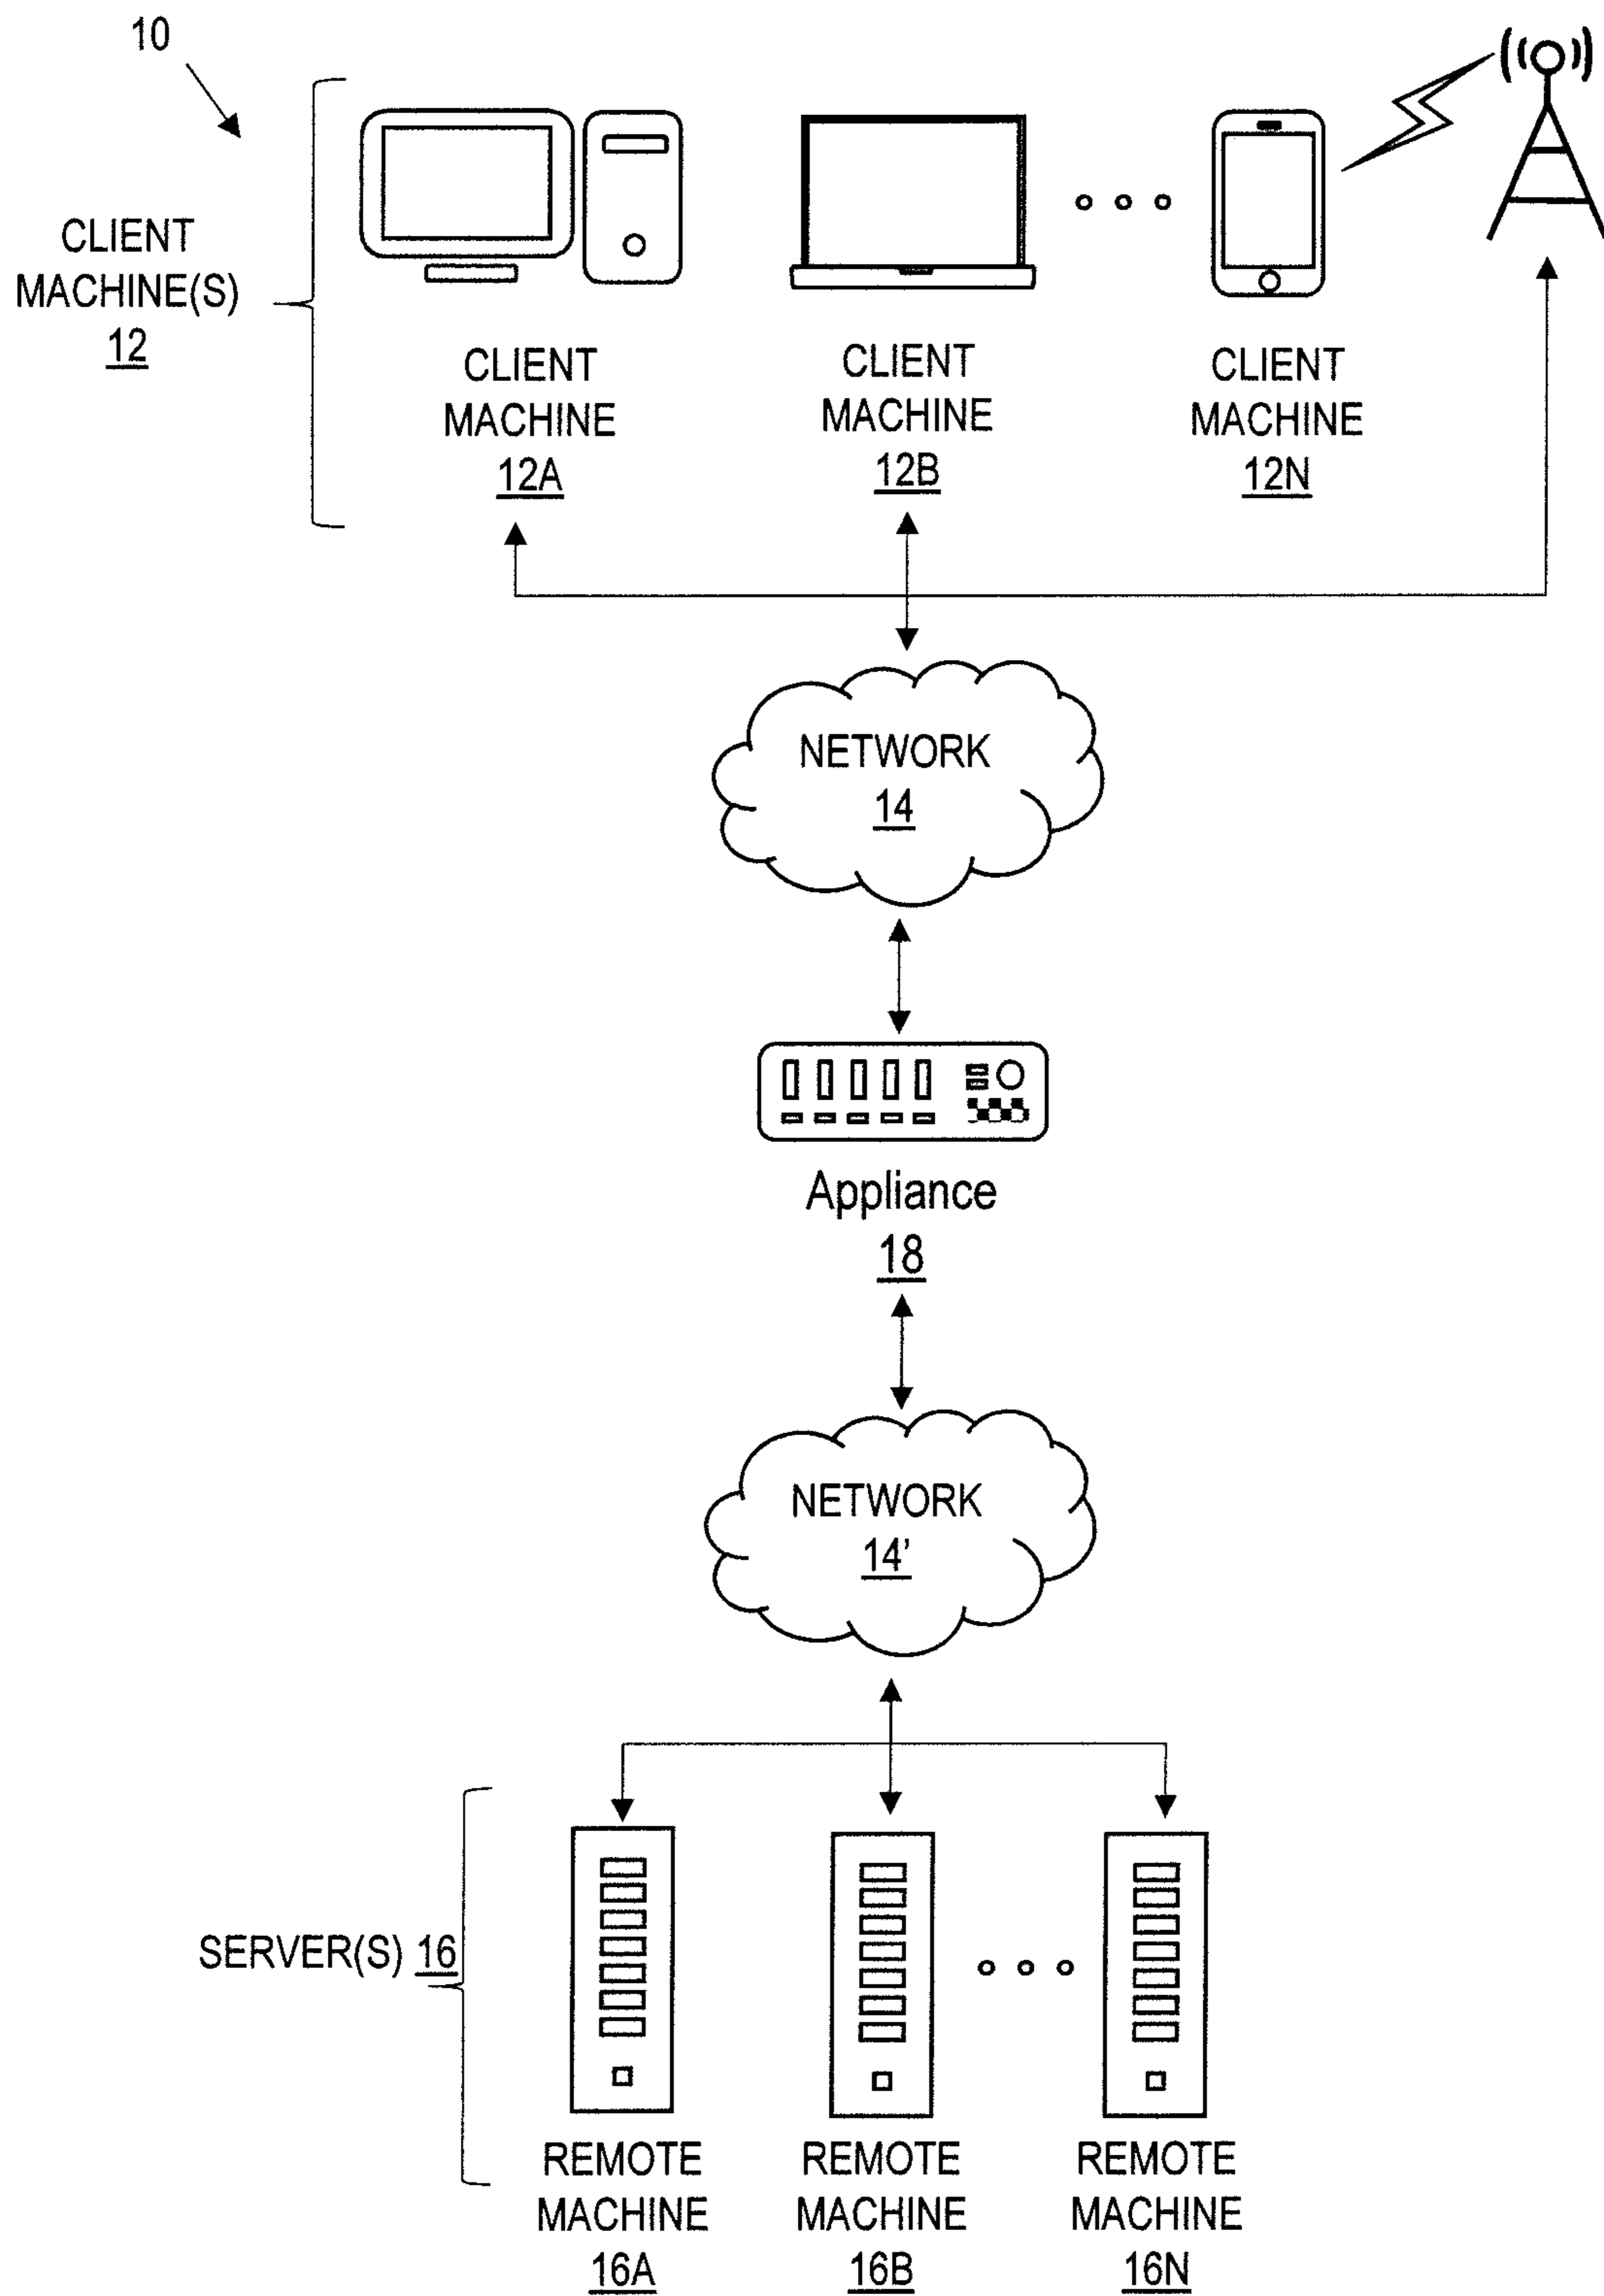 10
CLIENT
MACHINE(S)
12
CLIENT
MACHINE
12A
CLIENT
MACHINE
12B
CLIENT
MACHINE
12N
NETWORK
14
Appliance
18
NETWORK
14'
SERVER(S) 16
REMOTE
MACHINE
16A
REMOTE
MACHINE
16B
REMOTE
MACHINE
16N